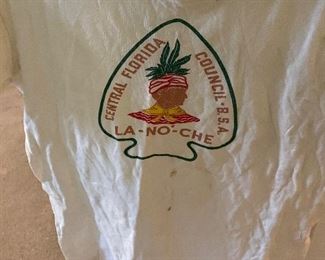 CENTRAL FLORIDA COUNCIL·B.S.A.
LA-NO-CHE